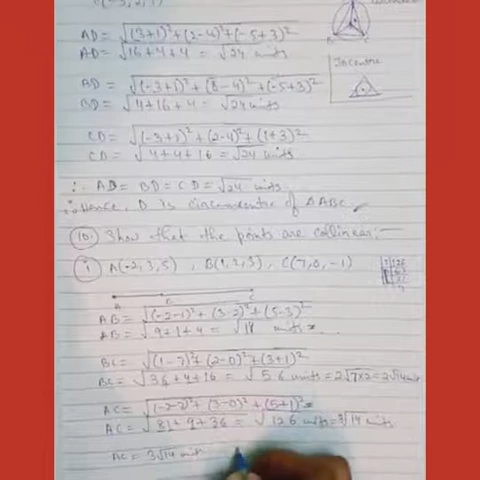 C(-3, 2, 1)
AD = √(3+1)²+(2-4)²+(-5+3)²
AD = √16+4+4 = √24 units
BD = √(-3+1)²+(8-4)²+(-5+3)²
BD = √4+16+4 = √24 units
CD = √(-3+1)²+(2-4)²+(1+3)²
CD = √4+4+16 = √24 units
∴ AD = BD = CD = √24 units.
∴ Hence, D is circumcentre of ΔABC
Incentre
10. Show that the points are collinear:-
i) A(-2,3,5), B(1,2,3), C(7,0,-1)
A B C
AB = √(-2-1)²+(3-2)²+(5-3)²
AB = √9+1+4 = √18 units
BC = √(1-7)²+(2-0)²+(3+1)²
BC = √36+4+16 = √56 units = 2√7×2 = 2√14 units
AC = √(-2-7)²+(3-0)²+(5+1)²
AC = √81+9+36 = √126 units = 3√14 units
AC = 3√14 units